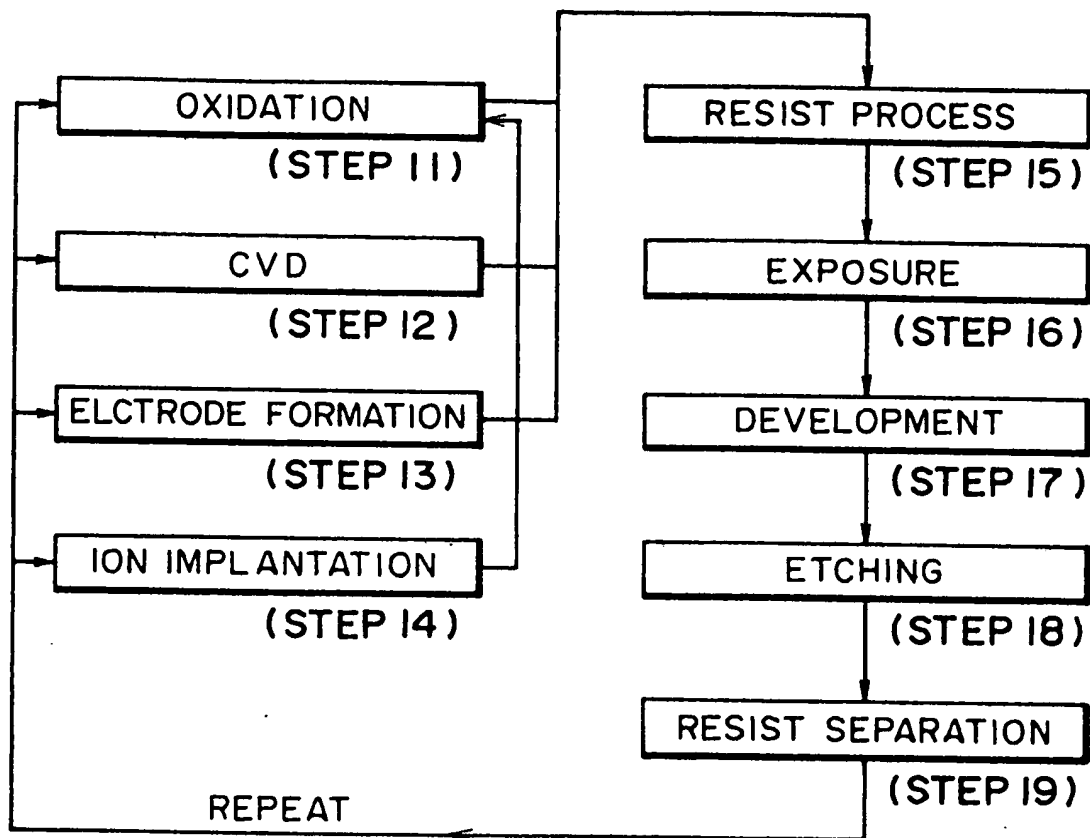 OXIDATION
(STEP 11)
CVD
(STEP 12)
ELCTRODE FORMATION
(STEP 13)
ION IMPLANTATION
(STEP 14)
RESIST PROCESS
(STEP 15)
EXPOSURE
(STEP 16)
DEVELOPMENT
(STEP 17)
ETCHING
(STEP 18)
RESIST SEPARATION
(STEP 19)
REPEAT